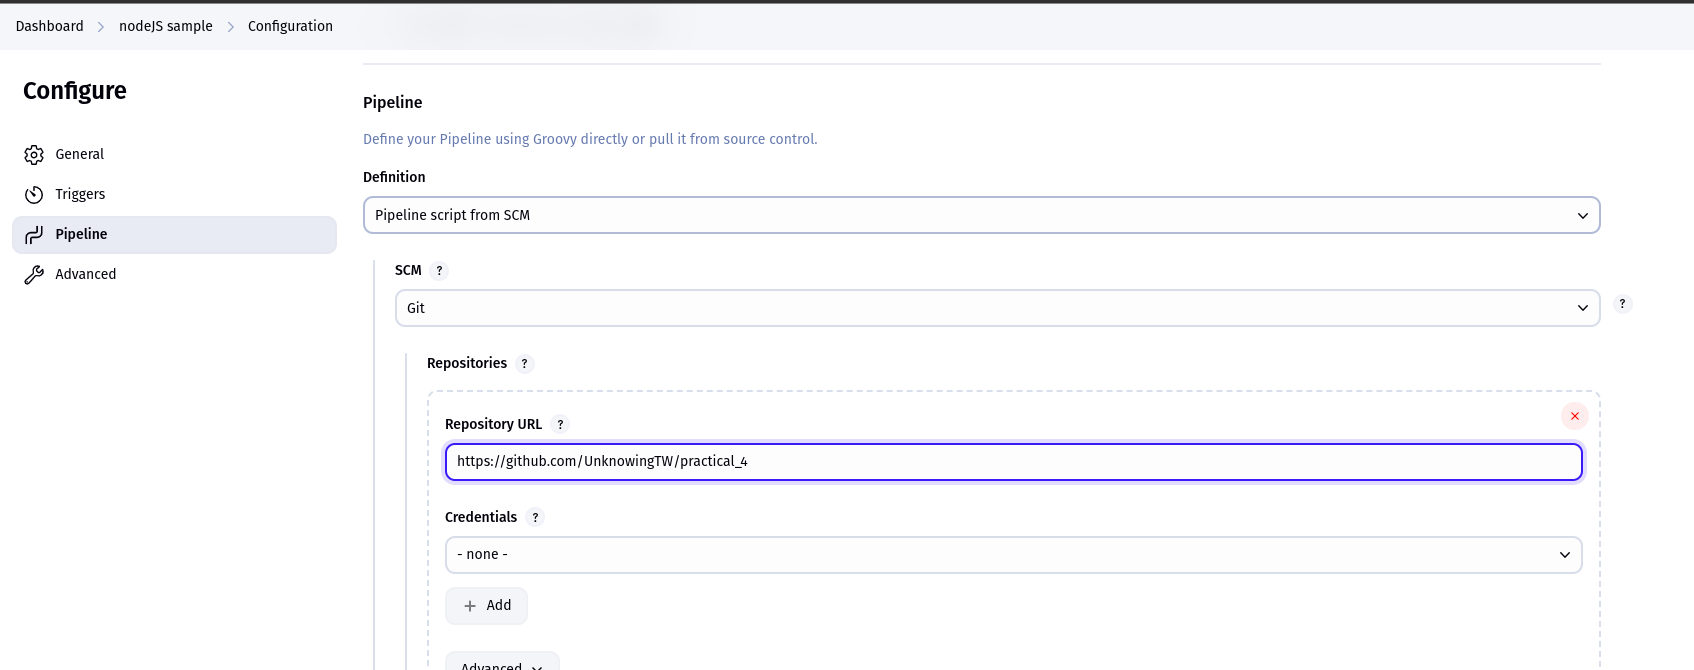 Dashboard > nodeJS sample > Configuration
Configure
General
Triggers
Pipeline
Advanced
Pipeline
Define your Pipeline using Groovy directly or pull it from source control.
Definition
Pipeline script from SCM
SCM ?
Git
?
Repositories ?
Repository URL ?
https://github.com/UnknowingTW/practical_4
Credentials ?
- none -
+ Add
Advanced